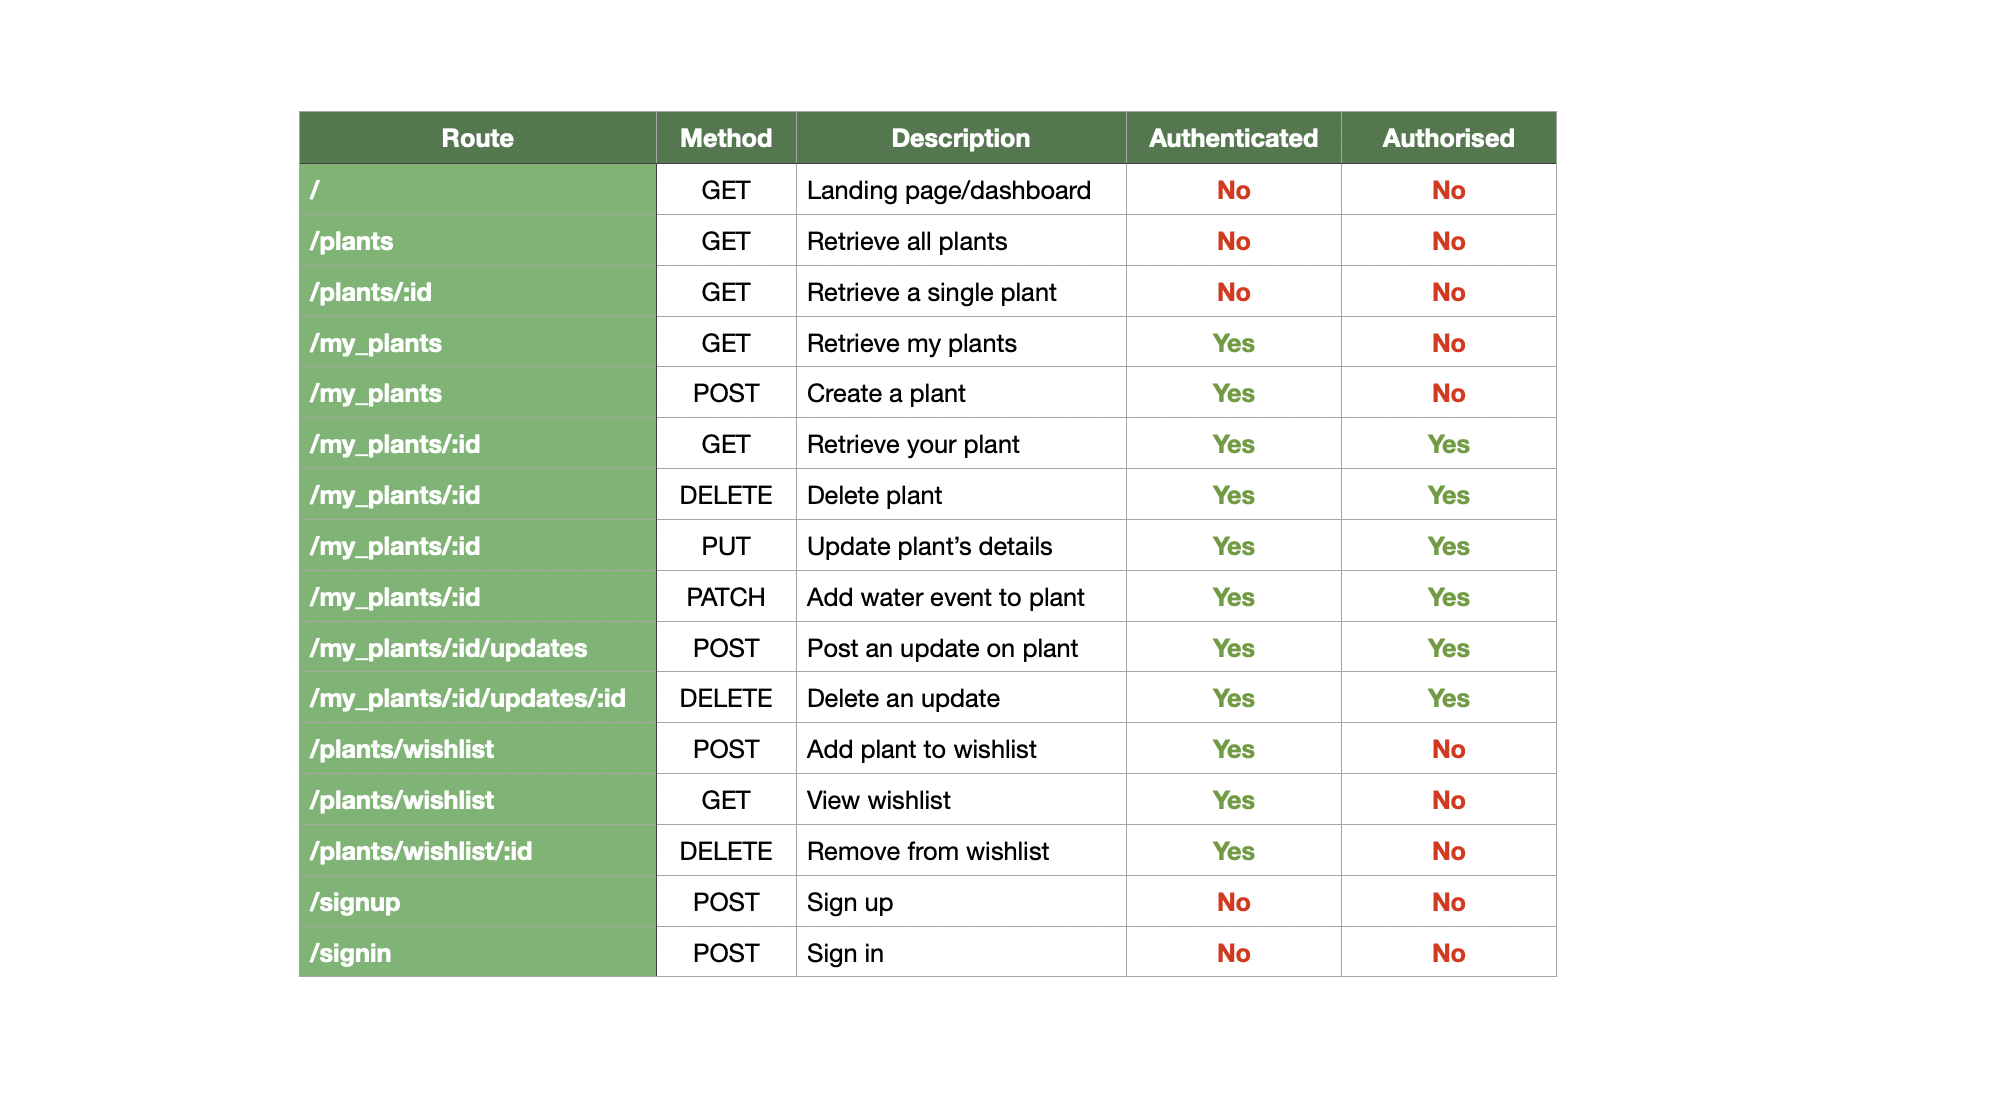 Route Method Description Authenticated Authorised
/ GET Landing page/dashboard No No
/plants GET Retrieve all plants No No
/plants/:id GET Retrieve a single plant No No
/my_plants GET Retrieve my plants Yes No
/my_plants POST Create a plant Yes No
/my_plants/:id GET Retrieve your plant Yes Yes
/my_plants/:id DELETE Delete plant Yes Yes
/my_plants/:id PUT Update plant’s details Yes Yes
/my_plants/:id PATCH Add water event to plant Yes Yes
/my_plants/:id/updates POST Post an update on plant Yes Yes
/my_plants/:id/updates/:id DELETE Delete an update Yes Yes
/plants/wishlist POST Add plant to wishlist Yes No
/plants/wishlist GET View wishlist Yes No
/plants/wishlist/:id DELETE Remove from wishlist Yes No
/signup POST Sign up No No
/signin POST Sign in No No